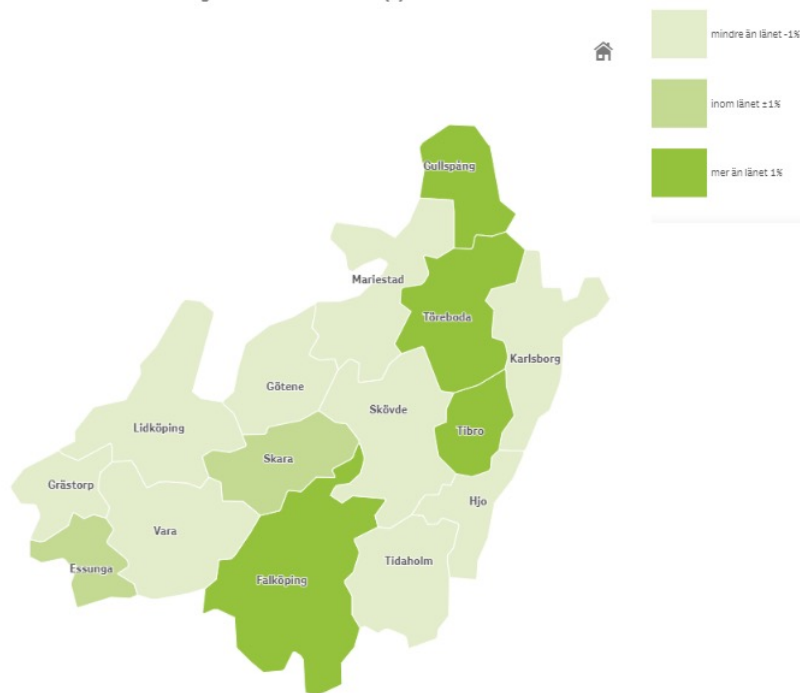 mindre än länet -1%
inom länet ±1%
mer än länet 1%
Gullspång
Mariestad
Töreboda
Karlsborg
Götene
Skövde
Lidköping
Tibro
Skara
Grästorp
Hjo
Vara
Tidaholm
Essunga
Falköping